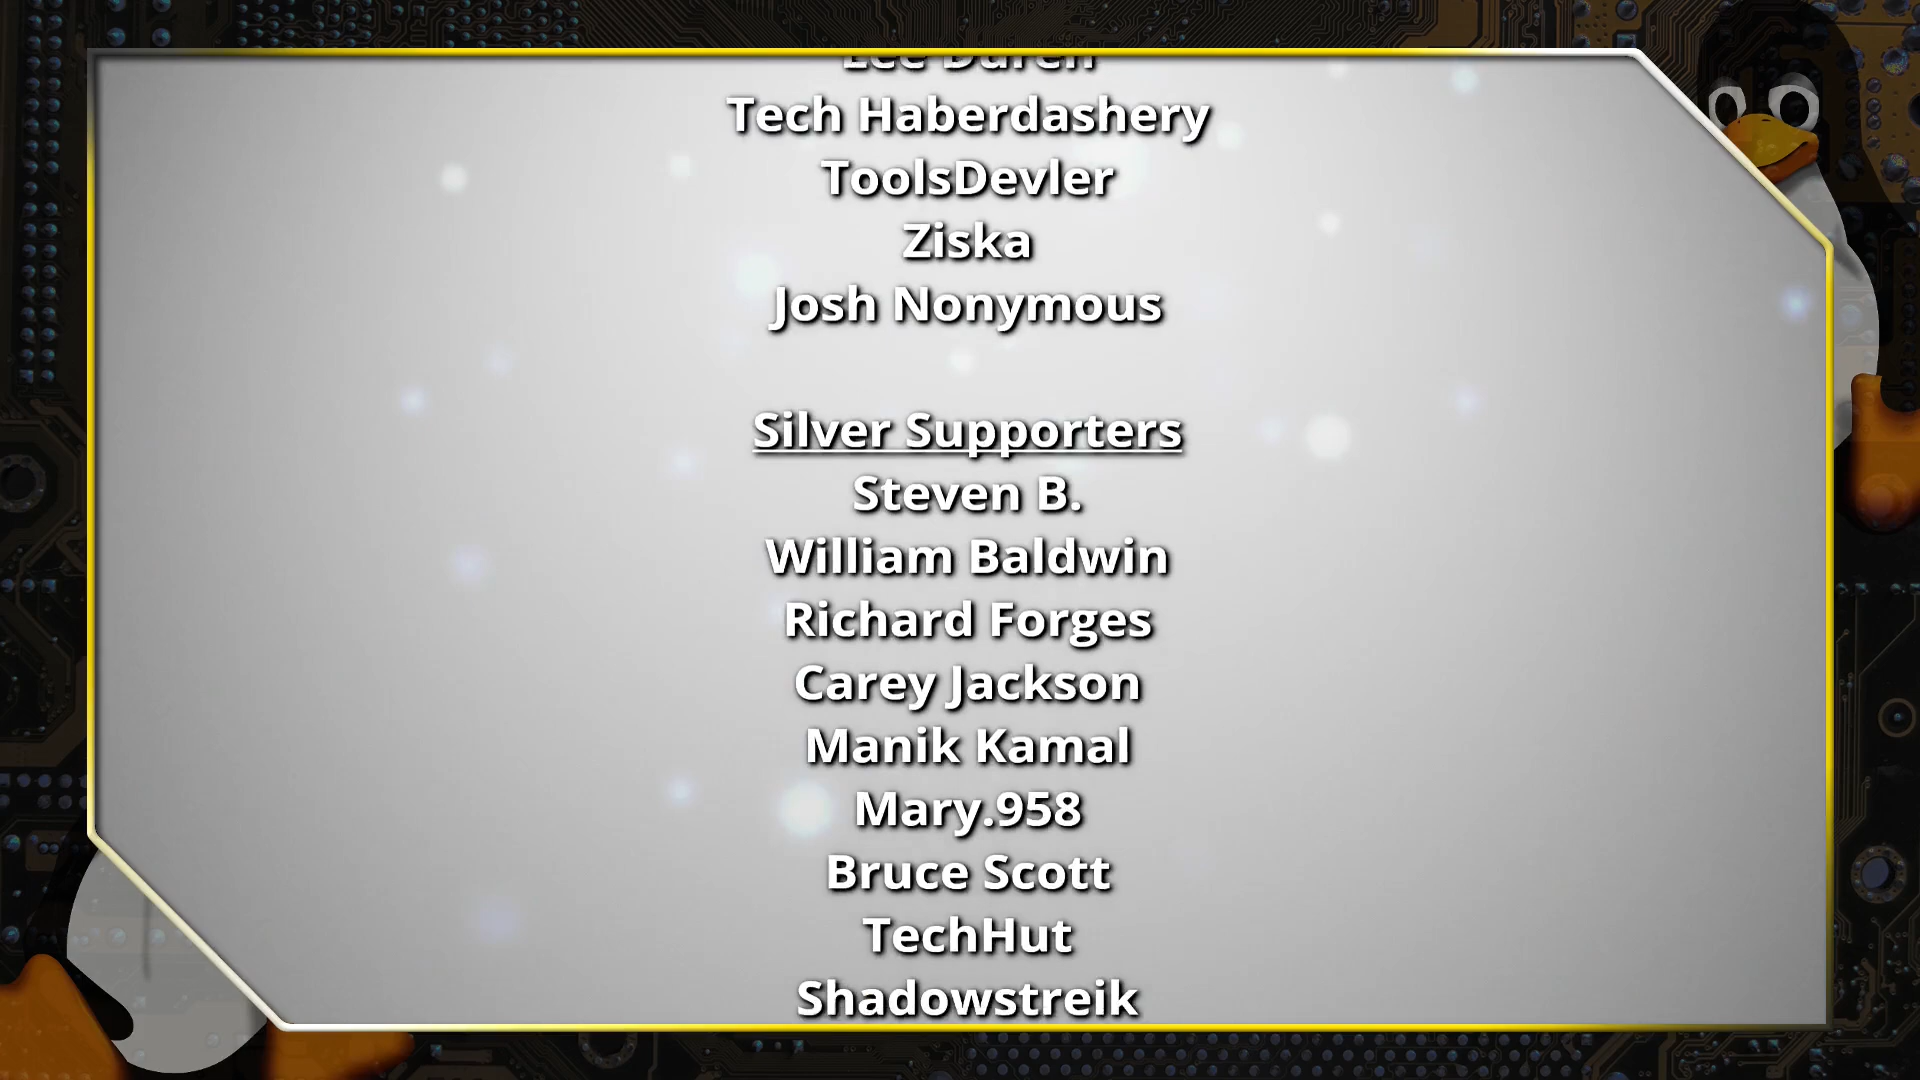 Tech Haberdashery
ToolsDevler
Ziska
Josh Nonymous
Silver Supporters
Steven B.
William Baldwin
Richard Forges
Carey Jackson
Manik Kamal
Mary.958
Bruce Scott
TechHut
Shadowstreik